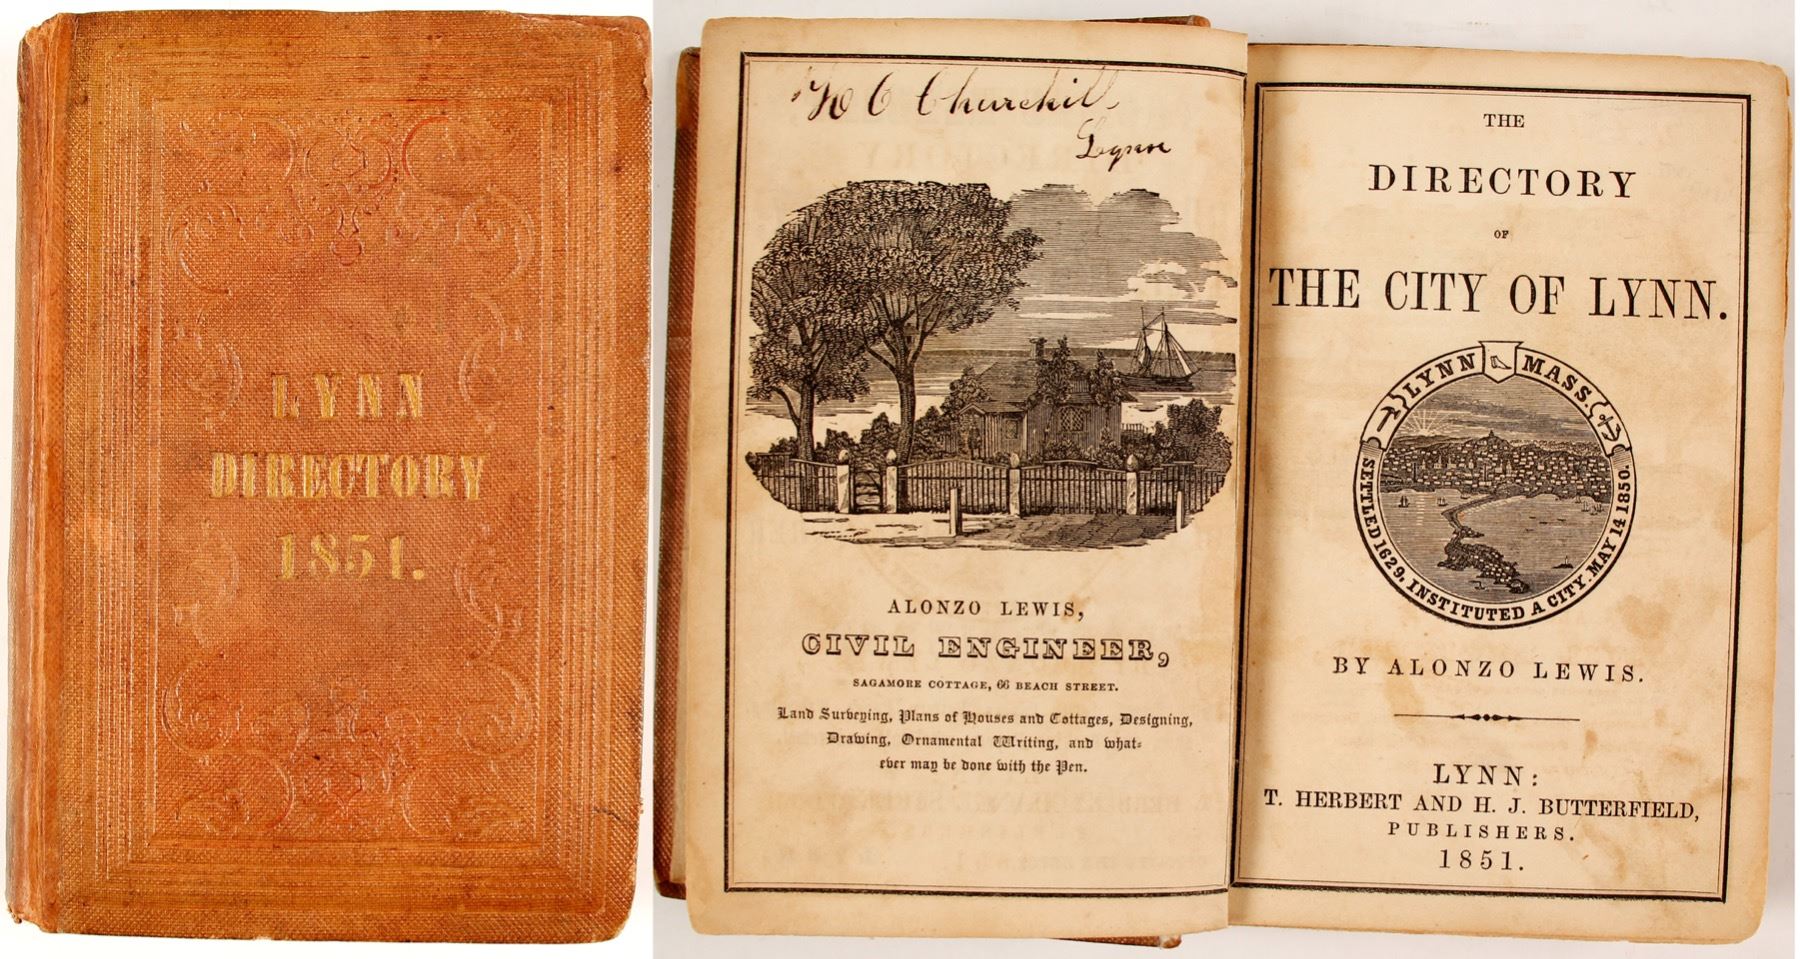 LYNN
DIRECTORY
1851.
W C Churchill
Lynn
ALONZO LEWIS,
CIVIL ENGINEER,
SAGAMORE COTTAGE, 66 BEACH STREET.
Land Surveying, Plans of Houses and Cottages, Designing,
Drawing, Ornamental Writing, and what-
ever may be done with the Pen.
THE
DIRECTORY
OF
THE CITY OF LYNN.
LYNN MASS.
SETTLED 1629. INSTITUTED A CITY. MAY 14 1850.
BY ALONZO LEWIS.
LYNN:
T. HERBERT AND H. J. BUTTERFIELD,
PUBLISHERS.
1851.